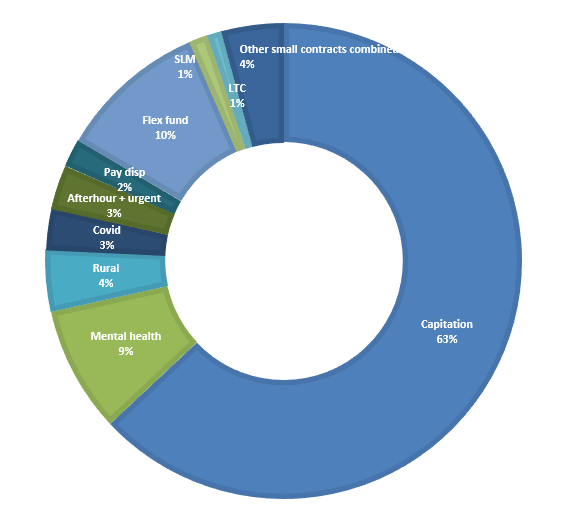 Other small contracts combined
4%
SLM
1%
LTC
1%
Flex fund
10%
Pay disp
2%
Afterhour + urgent
3%
Covid
3%
Rural
4%
Mental health
9%
Capitation
63%